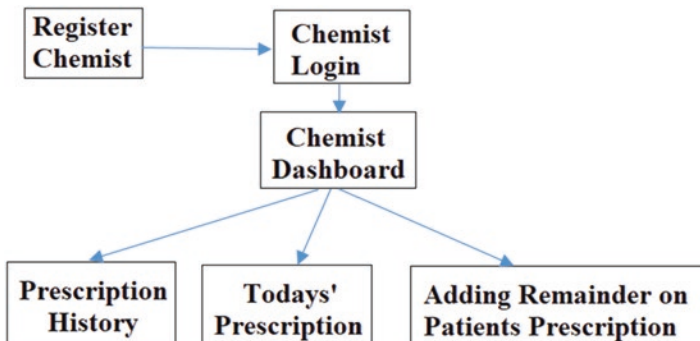 Register
Chemist
Chemist
Login
Chemist
Dashboard
Prescription
History
Todays'
Prescription
Adding Remainder on
Patients Prescription